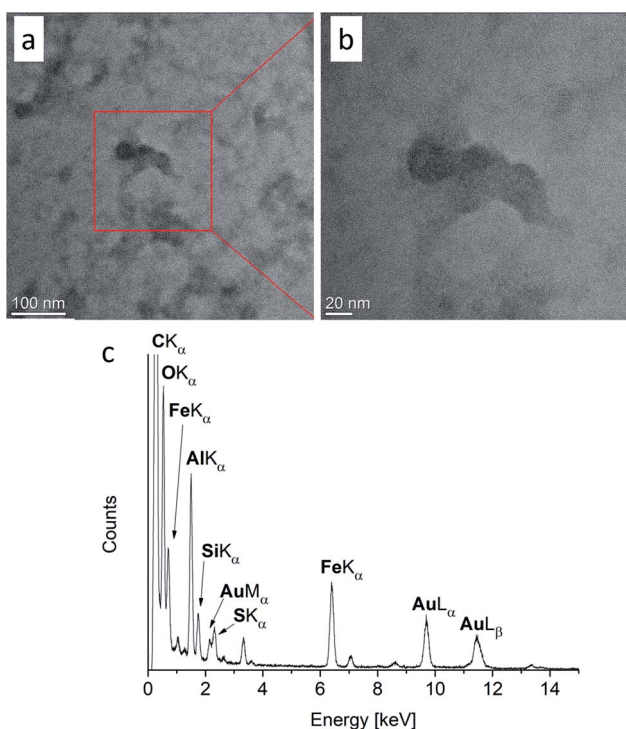 a
b
100 nm
20 nm
c
CKα
OKα
FeKα
AlKα
SiKα
AuMα
SKα
FeKα
AuLα
AuLβ
Counts
0 2 4 6 8 10 12 14
Energy [keV]